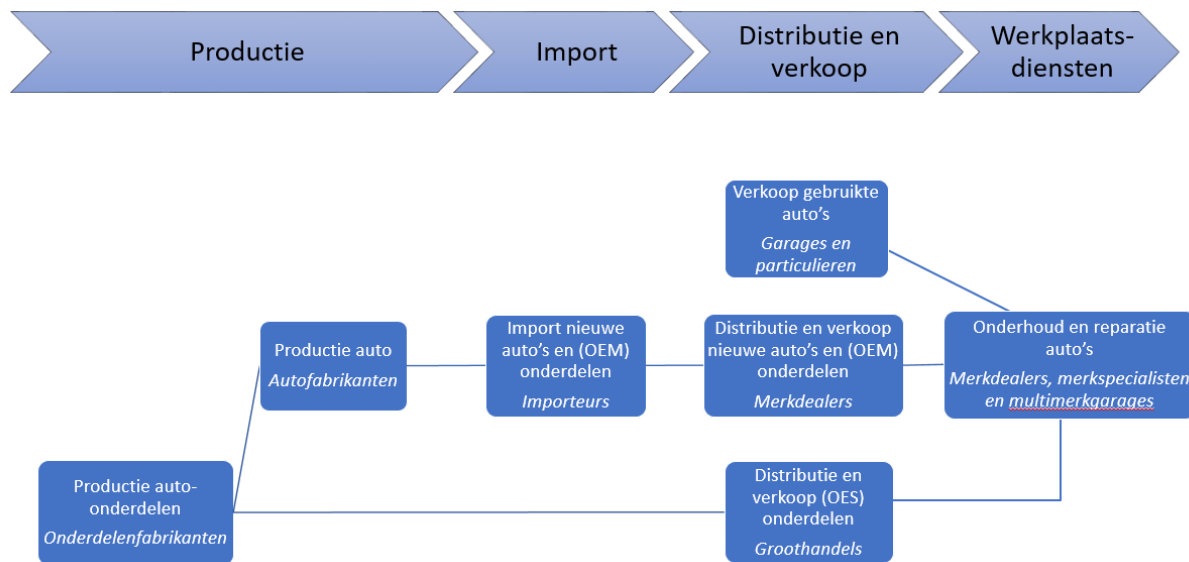 Productie
Import
Distributie en
verkoop
Werkplaats-
diensten
Verkoop gebruikte
auto’s
Garages en
particulieren
Productie auto
Autofabrikanten
Import nieuwe
auto’s en (OEM)
onderdelen
Importeurs
Distributie en verkoop
nieuwe auto’s en (OEM)
onderdelen
Merkdealers
Onderhoud en reparatie
auto’s
Merkdealers, merkspecialisten
en multimerkgarages
Productie auto-
onderdelen
Onderdelenfabrikanten
Distributie en
verkoop (OES)
onderdelen
Groothandels